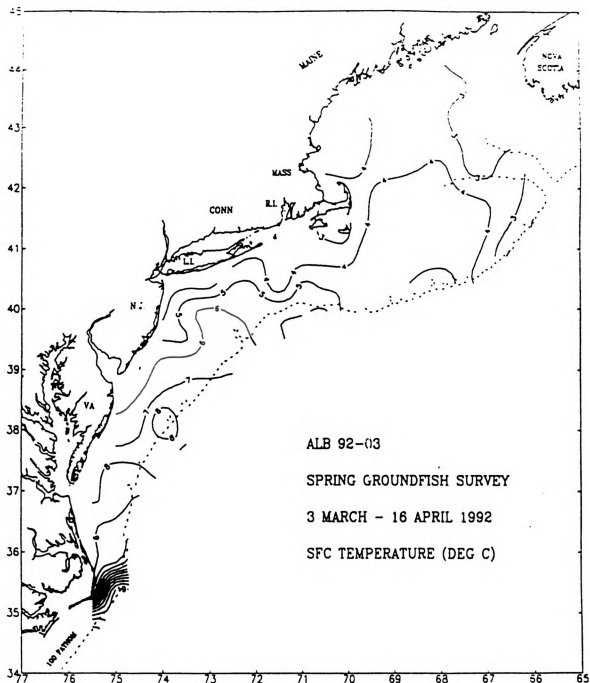 45
44
43
42
41
40
39
38
37
36
35
34
77 76 75 74 73 72 71 70 69 68 67 66 65
MAINE
NOVA
SCOTIA
MASS
R.I.
CONN
L.I.
N.J.
VA
100 FATHOM
ALB 92-03
SPRING GROUNDFISH SURVEY
3 MARCH - 16 APRIL 1992
SFC TEMPERATURE (DEG C)